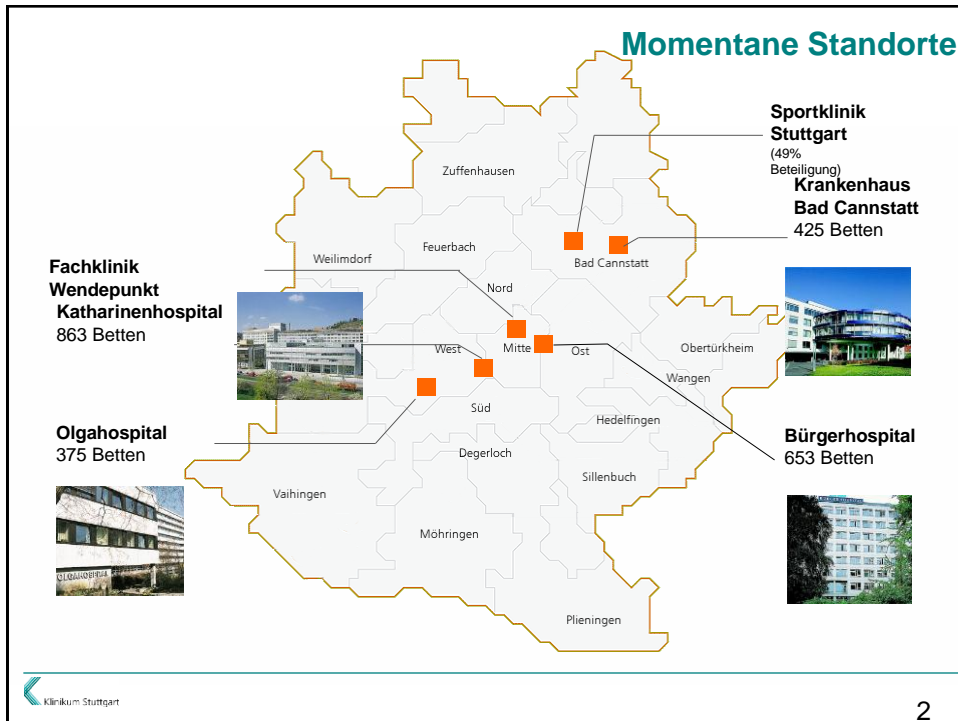 Momentane Standorte
Sportklinik
Stuttgart
(49%
Beteiligung)
Krankenhaus
Bad Cannstatt
425 Betten
Zuffenhausen
Feuerbach
Weilimdorf
Bad Cannstatt
Nord
Fachklinik
Wendepunkt
Katharinenhospital
863 Betten
West
Mitte
Ost
Obertürkheim
Wangen
Süd
Hedelfingen
Olgahospital
375 Betten
Degerloch
Bürgerhospital
653 Betten
Sillenbuch
Vaihingen
Möhringen
OLGAHOSPITAL
Plieningen
Klinikum Stuttgart
2